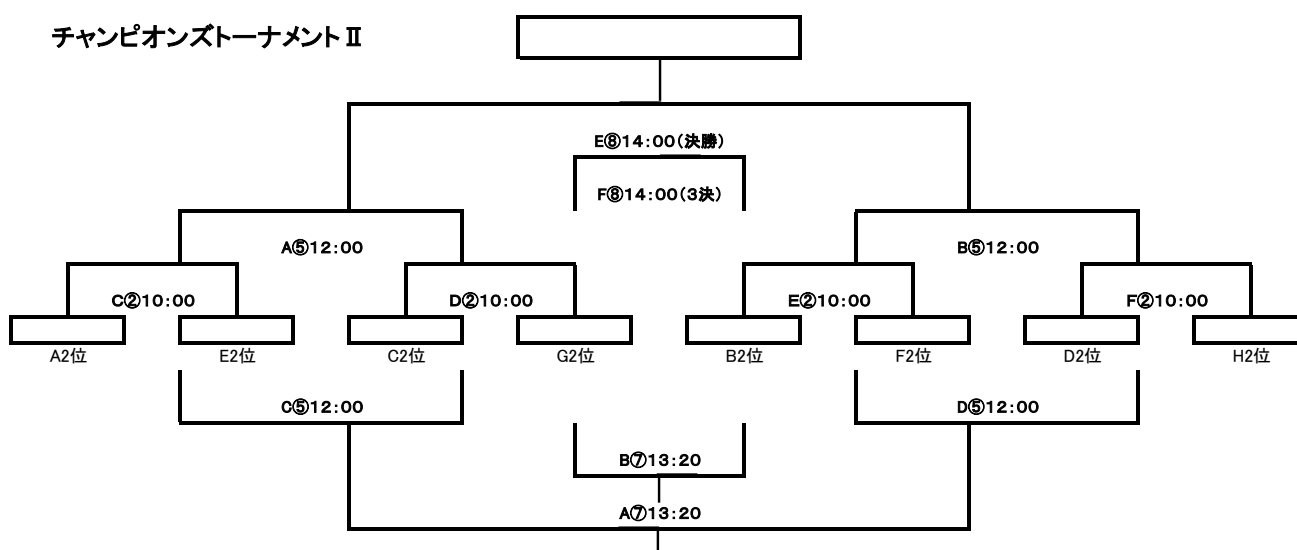 チャンピオンズトーナメントⅡ
E⑧14:00(決勝)
F⑧14:00(3決)
A⑤12:00
B⑤12:00
C②10:00
D②10:00
E②10:00
F②10:00
A2位
E2位
C2位
G2位
B2位
F2位
D2位
H2位
C⑤12:00
D⑤12:00
B⑦13:20
A⑦13:20